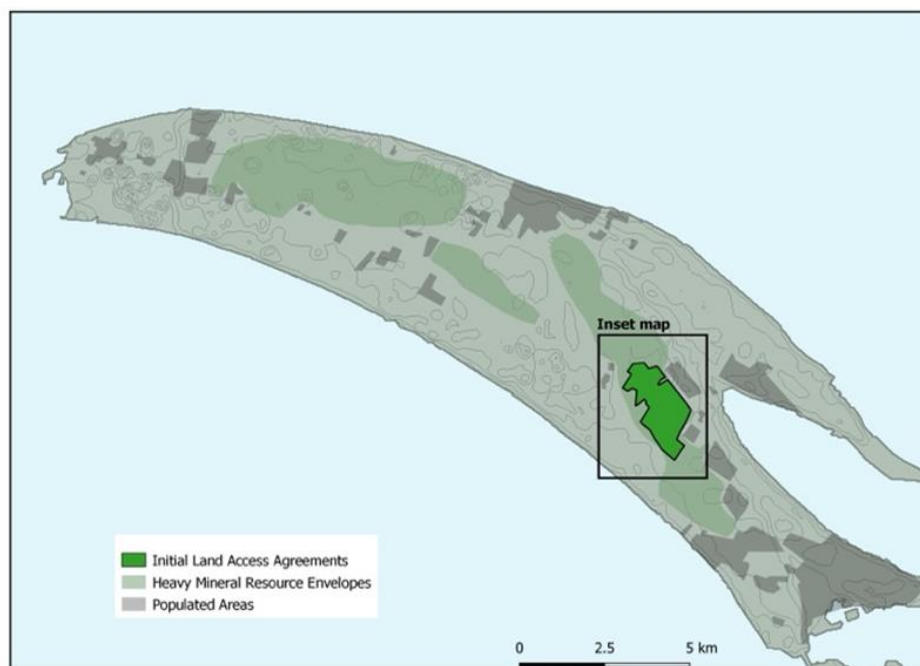 Inset map
Initial Land Access Agreements
Heavy Mineral Resource Envelopes
Populated Areas
0 2.5 5 km